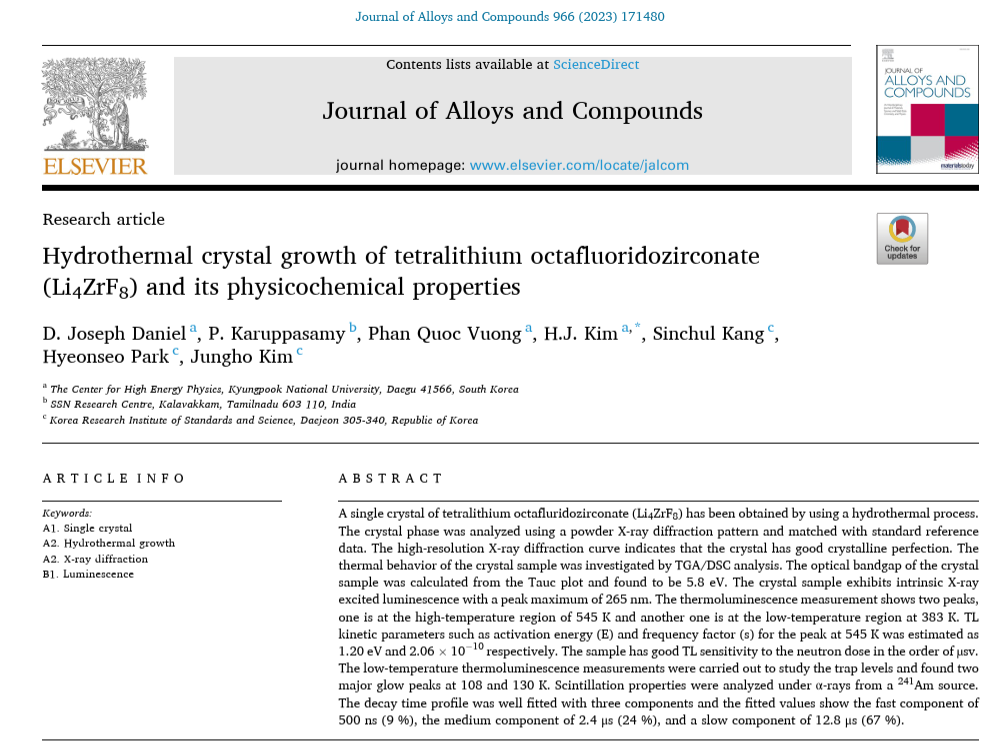 Journal of Alloys and Compounds 966 (2023) 171480
Contents lists available at ScienceDirect
Journal of Alloys and Compounds
journal homepage: www.elsevier.com/locate/jalcom
ELSEVIER
JOURNAL OF
ALLOYS AND
COMPOUNDS
materialstoday
Research article
Check for
updates
Hydrothermal crystal growth of tetralithium octafluoridozirconate
(Li₄ZrF₈) and its physicochemical properties
D. Joseph Daniel ᵃ, P. Karuppasamy ᵇ, Phan Quoc Vuong ᵃ, H.J. Kim ᵃ,*, Sinchul Kang ᶜ,
Hyeonseo Park ᶜ, Jungho Kim ᶜ
ᵃ The Center for High Energy Physics, Kyungpook National University, Daegu 41566, South Korea
ᵇ SSN Research Centre, Kalavakkam, Tamilnadu 603 110, India
ᶜ Korea Research Institute of Standards and Science, Daejeon 305-340, Republic of Korea
ARTICLE INFO
Keywords:
A1. Single crystal
A2. Hydrothermal growth
A2. X-ray diffraction
B1. Luminescence
ABSTRACT
A single crystal of tetralithium octafluridozirconate (Li₄ZrF₈) has been obtained by using a hydrothermal process.
The crystal phase was analyzed using a powder X-ray diffraction pattern and matched with standard reference
data. The high-resolution X-ray diffraction curve indicates that the crystal has good crystalline perfection. The
thermal behavior of the crystal sample was investigated by TGA/DSC analysis. The optical bandgap of the crystal
sample was calculated from the Tauc plot and found to be 5.8 eV. The crystal sample exhibits intrinsic X-ray
excited luminescence with a peak maximum of 265 nm. The thermoluminescence measurement shows two peaks,
one is at the high-temperature region of 545 K and another one is at the low-temperature region at 383 K. TL
kinetic parameters such as activation energy (E) and frequency factor (s) for the peak at 545 K was estimated as
1.20 eV and 2.06 × 10⁻¹⁰ respectively. The sample has good TL sensitivity to the neutron dose in the order of μsv.
The low-temperature thermoluminescence measurements were carried out to study the trap levels and found two
major glow peaks at 108 and 130 K. Scintillation properties were analyzed under α-rays from a ²⁴¹Am source.
The decay time profile was well fitted with three components and the fitted values show the fast component of
500 ns (9 %), the medium component of 2.4 μs (24 %), and a slow component of 12.8 μs (67 %).